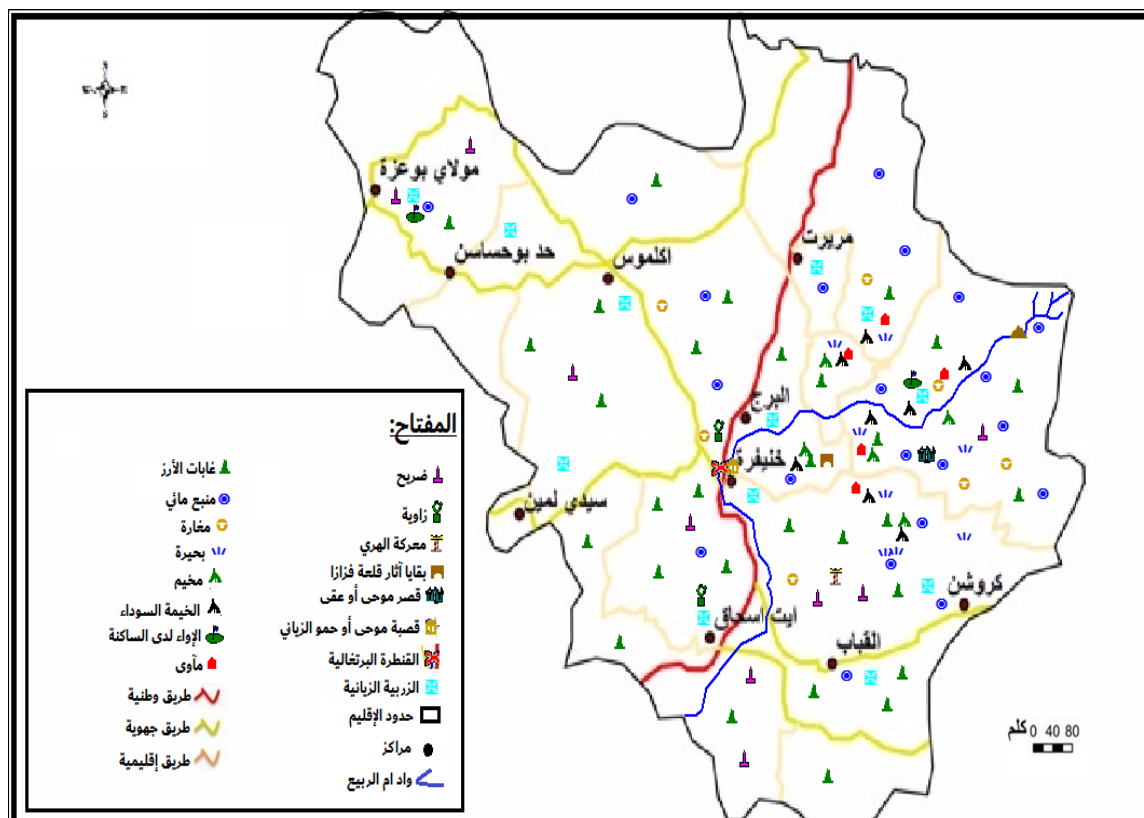 مولاي بوعزة
حد بوحساسن
اكلموس
مريرت
البرج
خنيفرة
سيدي لمين
كروشن
ايت اسحاق
القباب
كلم
0 40 80
المفتاح:
ضريح
زاوية
معركة الهري
بقايا آثار قلعة فزازا
قصر موحى أو عقى
قصبة موحى أو حمو الزياني
القنطرة البرتغالية
الزربية الزيانية
حدود الإقليم
مراكز
واد ام الربيع
غابات الأرز
منبع مائي
مغارة
بحيرة
مخيم
الخيمة السوداء
الإواء لدى الساكنة
مآوى
طريق وطنية
طريق جهوية
طريق إقليمية